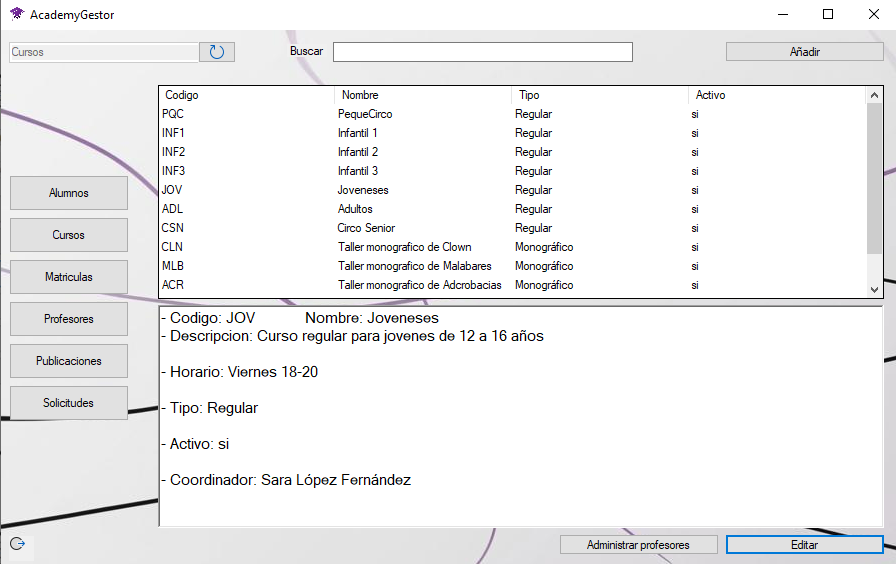 AcademyGestor
Cursos Buscar Añadir
Codigo Nombre Tipo Activo
PQC PequeCirco Regular si
INF1 Infantil 1 Regular si
INF2 Infantil 2 Regular si
INF3 Infantil 3 Regular si
JOV Joveneses Regular si
ADL Adultos Regular si
CSN Circo Senior Regular si
CLN Taller monografico de Clown Monográfico si
MLB Taller monografico de Malabares Monográfico si
ACR Taller monografico de Adcrobacias Monográfico si
Alumnos
Cursos
Matriculas
Profesores
Publicaciones
Solicitudes
- Codigo: JOV Nombre: Joveneses
- Descripcion: Curso regular para jovenes de 12 a 16 años
- Horario: Viernes 18-20
- Tipo: Regular
- Activo: si
- Coordinador: Sara López Fernández
Administrar profesores Editar